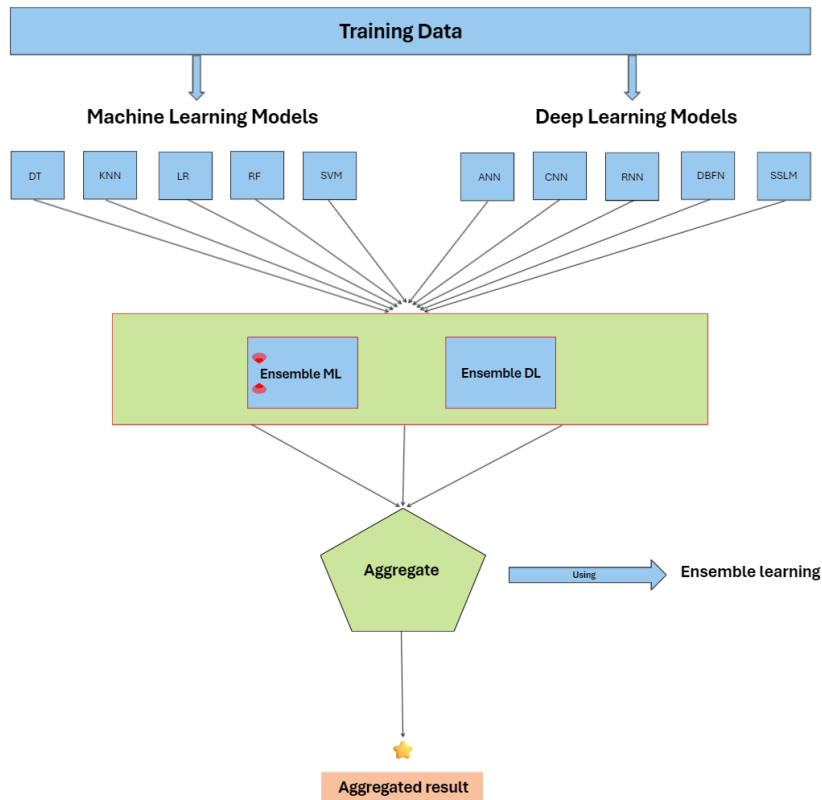 Training Data
Machine Learning Models
Deep Learning Models
DT
KNN
LR
RF
SVM
ANN
CNN
RNN
DBFN
SSLM
Ensemble ML
Ensemble DL
Aggregate
Using
Ensemble learning
Aggregated result